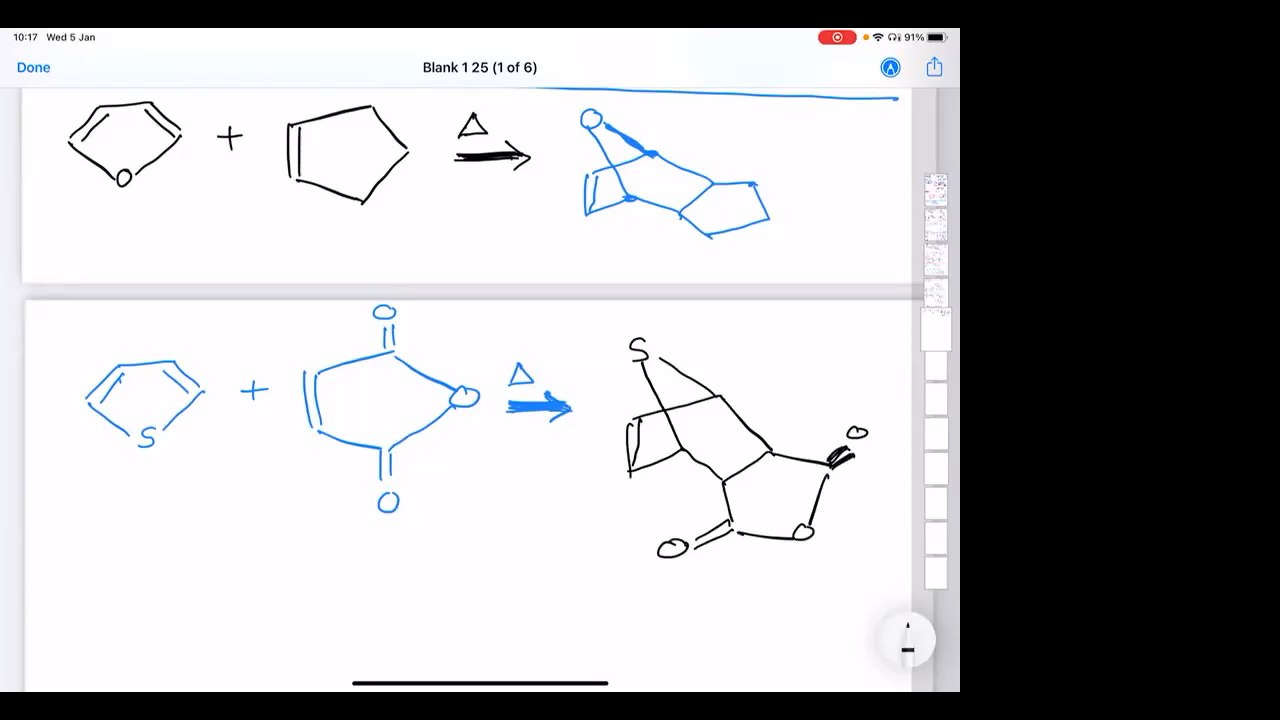 10:17 Wed 5 Jan 91%
Done Blank 1 25 (1 of 6)
O + Δ O
O
S + O Δ S
O
O
O
O
O